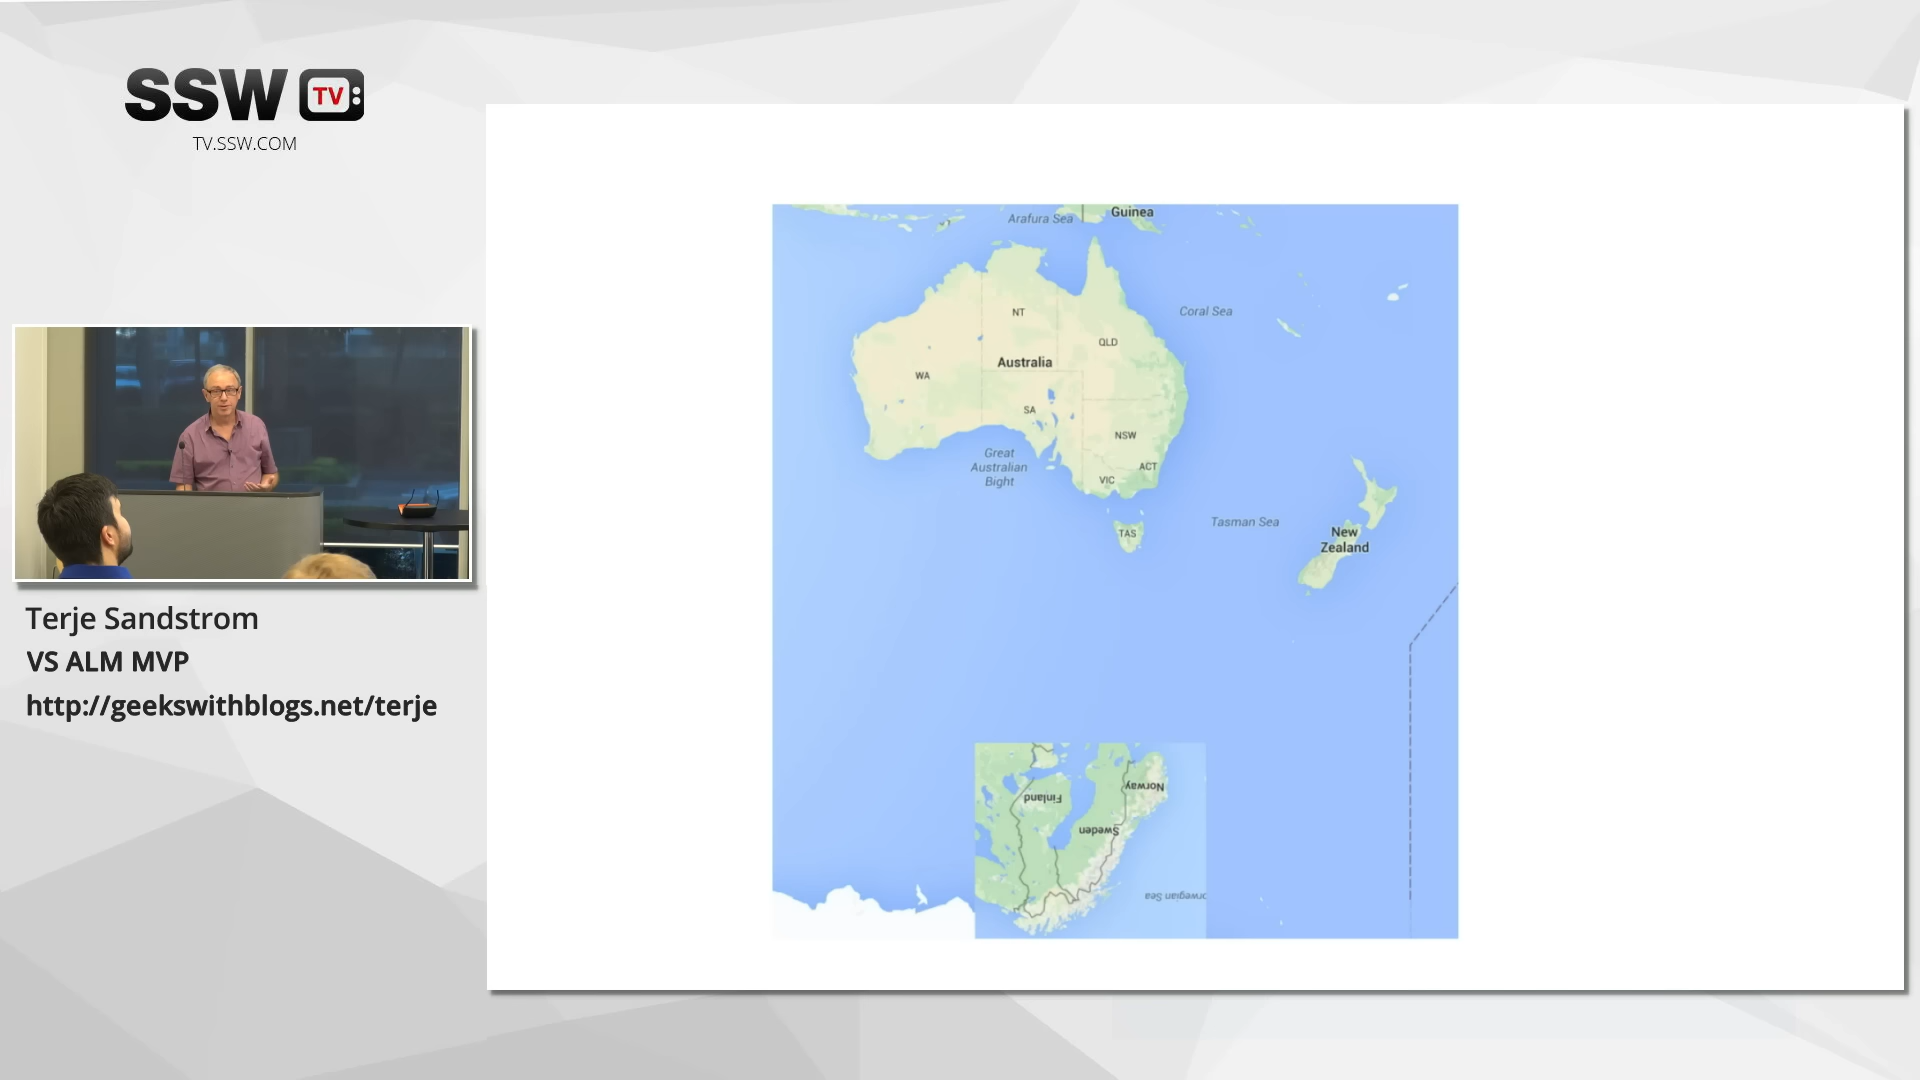 SSW TV
TV.SSW.COM
Terje Sandstrom
VS ALM MVP
http://geekswithblogs.net/terje
Arafura Sea
Guinea
Coral Sea
NT
QLD
Australia
WA
SA
NSW
Great
Australian
Bight
ACT
VIC
Tasman Sea
TAS
New
Zealand
Norway
Finland
Sweden
orwegian Sea